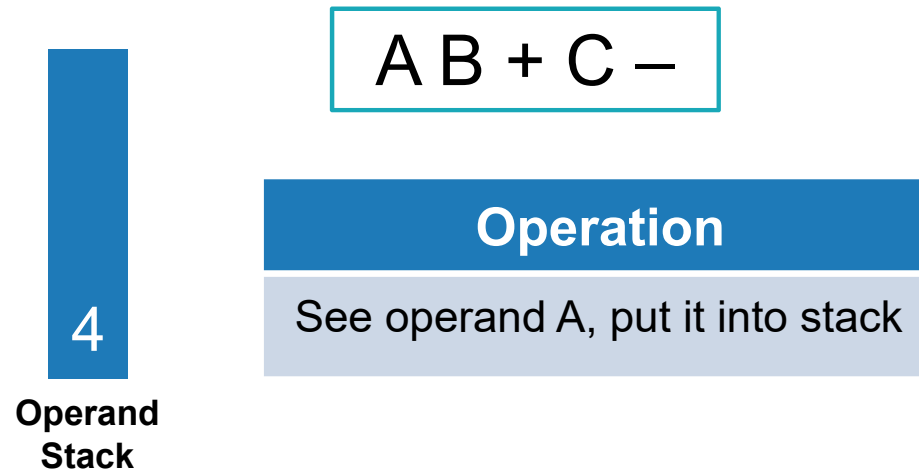 A B + C –
Operation
See operand A, put it into stack
4
Operand
Stack